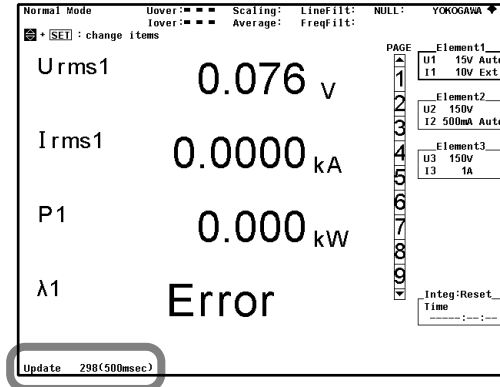 Normal Mode Uover: Scaling: LineFilt: NULL: YOKOGAWA
Iover: Average: FreqFilt:
+ SET : change items
PAGE
Urms1 0.076 V
Irms1 0.0000 kA
P1 0.000 kW
λ1 Error
1
2
3
4
5
6
7
8
9
Element1
U1 15V Auto
I1 10V Ext
Element2
U2 150V
I2 500mA Auto
Element3
U3 150V
I3 1A
Integ:Reset
Time
-----:--:--
Update 298(500msec)